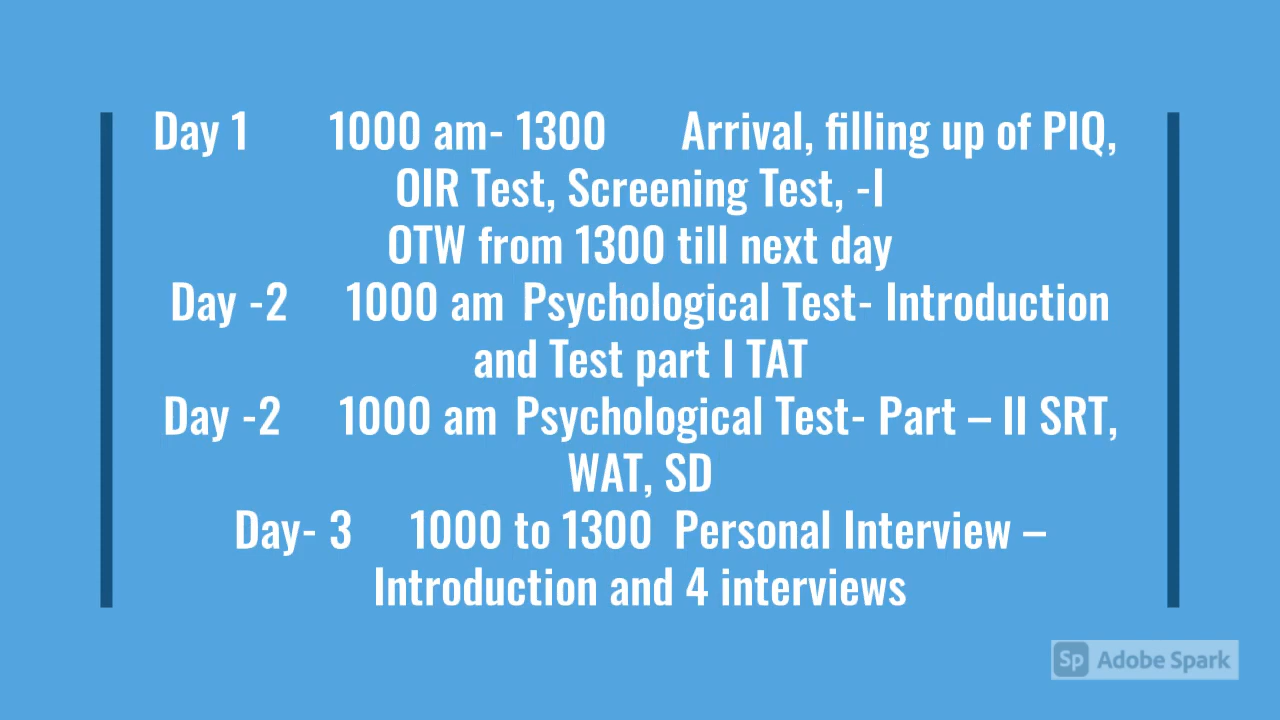 Day 1 1000 am- 1300 Arrival, filling up of PIQ,
OIR Test, Screening Test, -I
OTW from 1300 till next day
Day -2 1000 am Psychological Test- Introduction
and Test part I TAT
Day -2 1000 am Psychological Test- Part – II SRT,
WAT, SD
Day- 3 1000 to 1300 Personal Interview –
Introduction and 4 interviews
Sp Adobe Spark